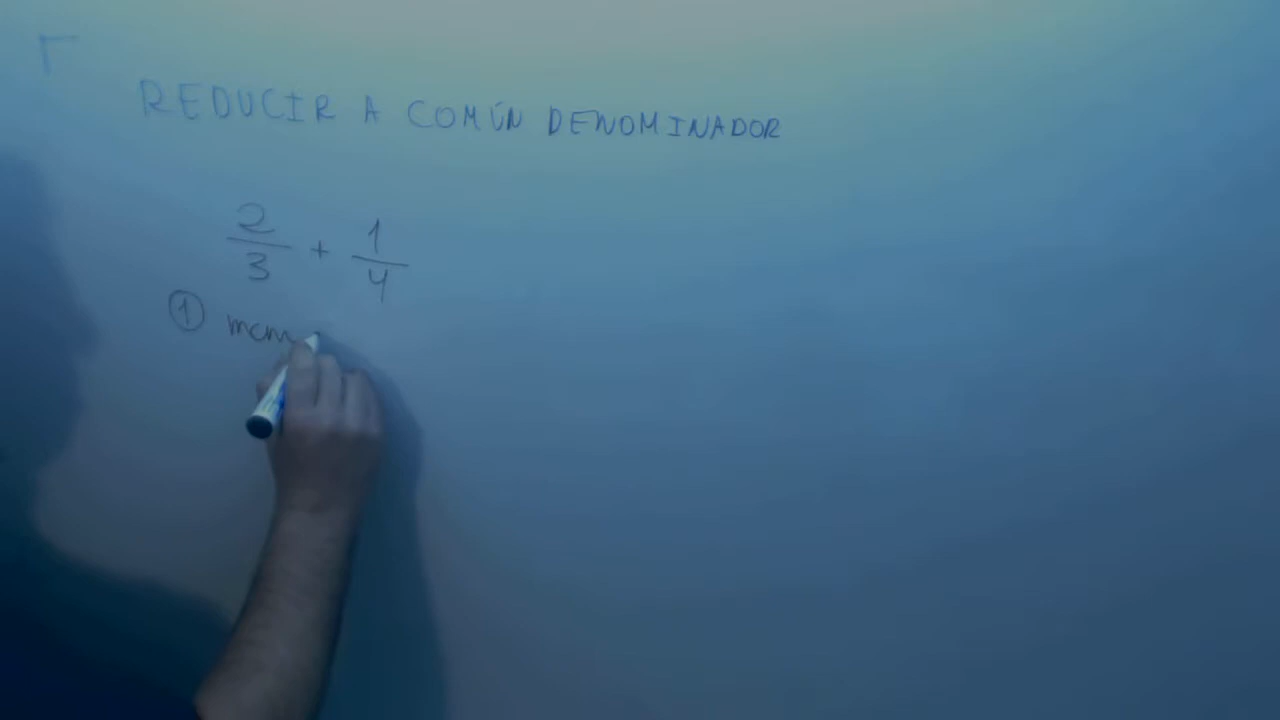 REDUCIR A COMÚN DENOMINADOR
2/3 + 1/4
① mcm